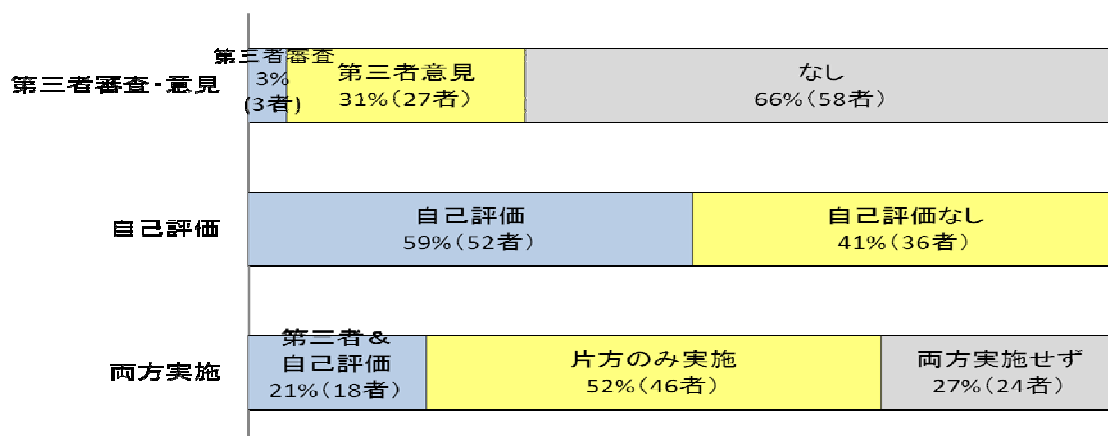 第三者審査・意見
第三者審査
3%
(3者)
第三者意見
31%(27者)
なし
66%(58者)
自己評価
自己評価
59%(52者)
自己評価なし
41%(36者)
両方実施
第三者&
自己評価
21%(18者)
片方のみ実施
52%(46者)
両方実施せず
27%(24者)